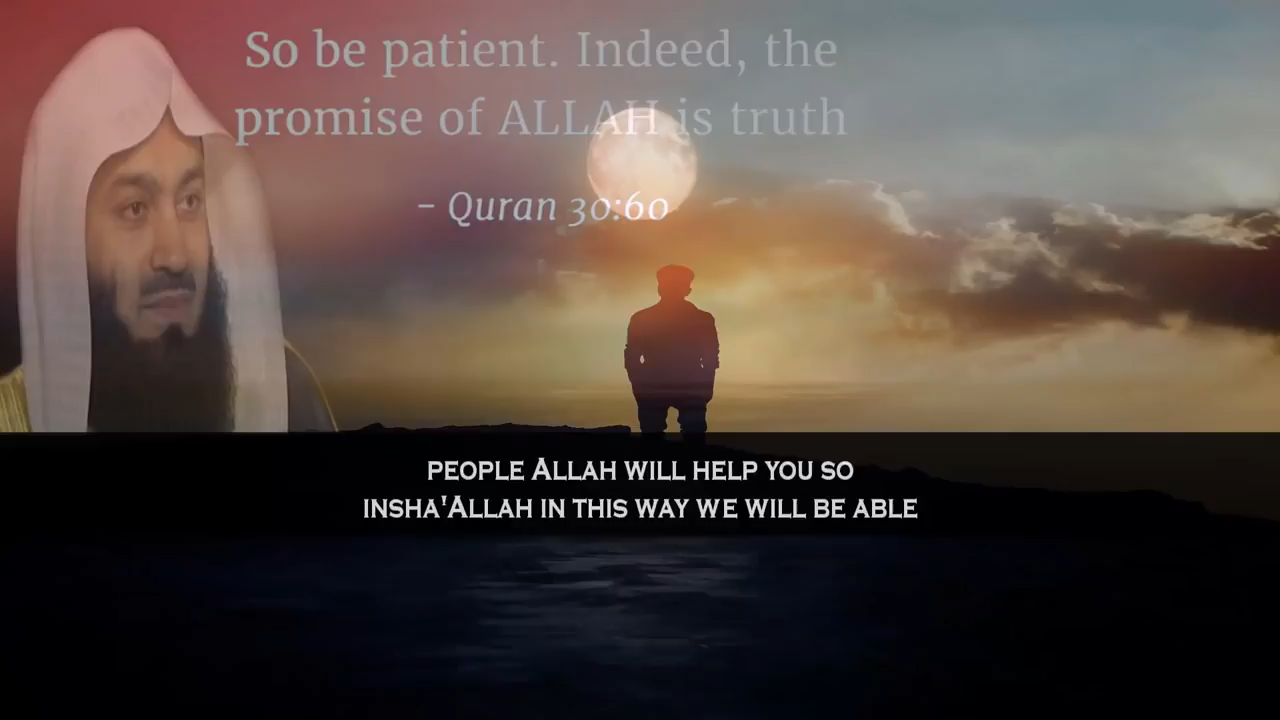 So be patient. Indeed, the
promise of ALLAH is truth
– Quran 30:60
PEOPLE ALLAH WILL HELP YOU SO
INSHA'ALLAH IN THIS WAY WE WILL BE ABLE